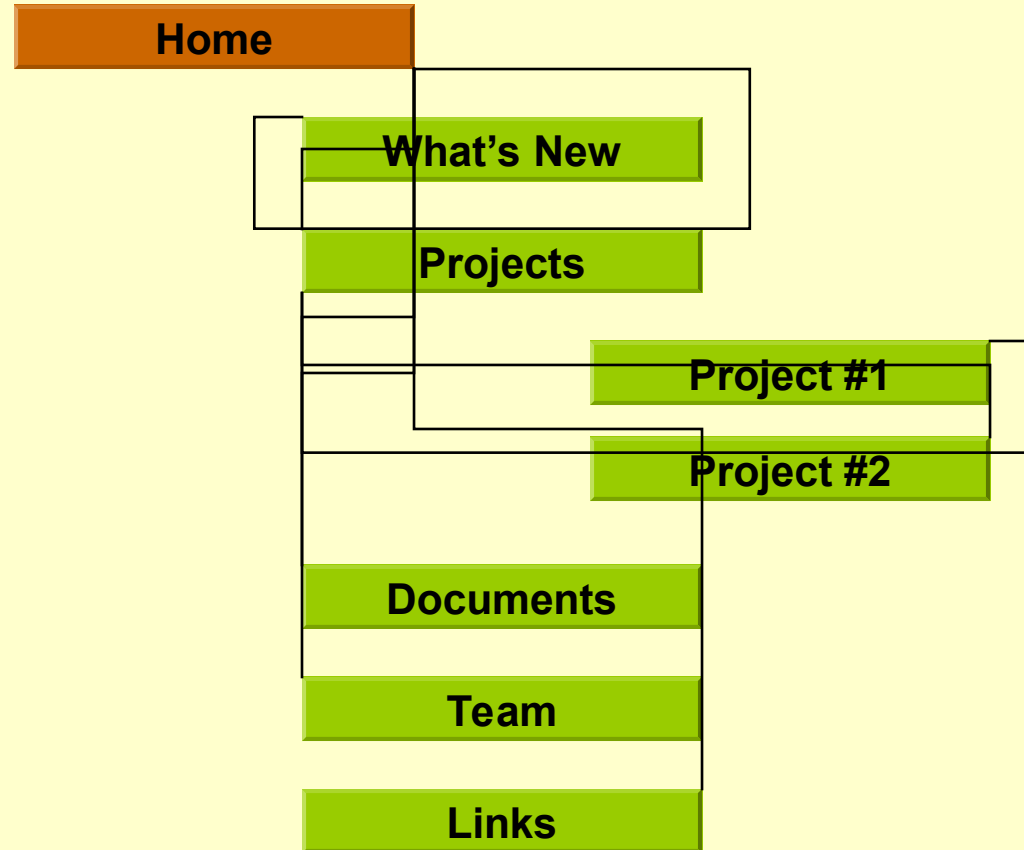 Home
What’s New
Projects
Project #1
Project #2
Documents
Team
Links